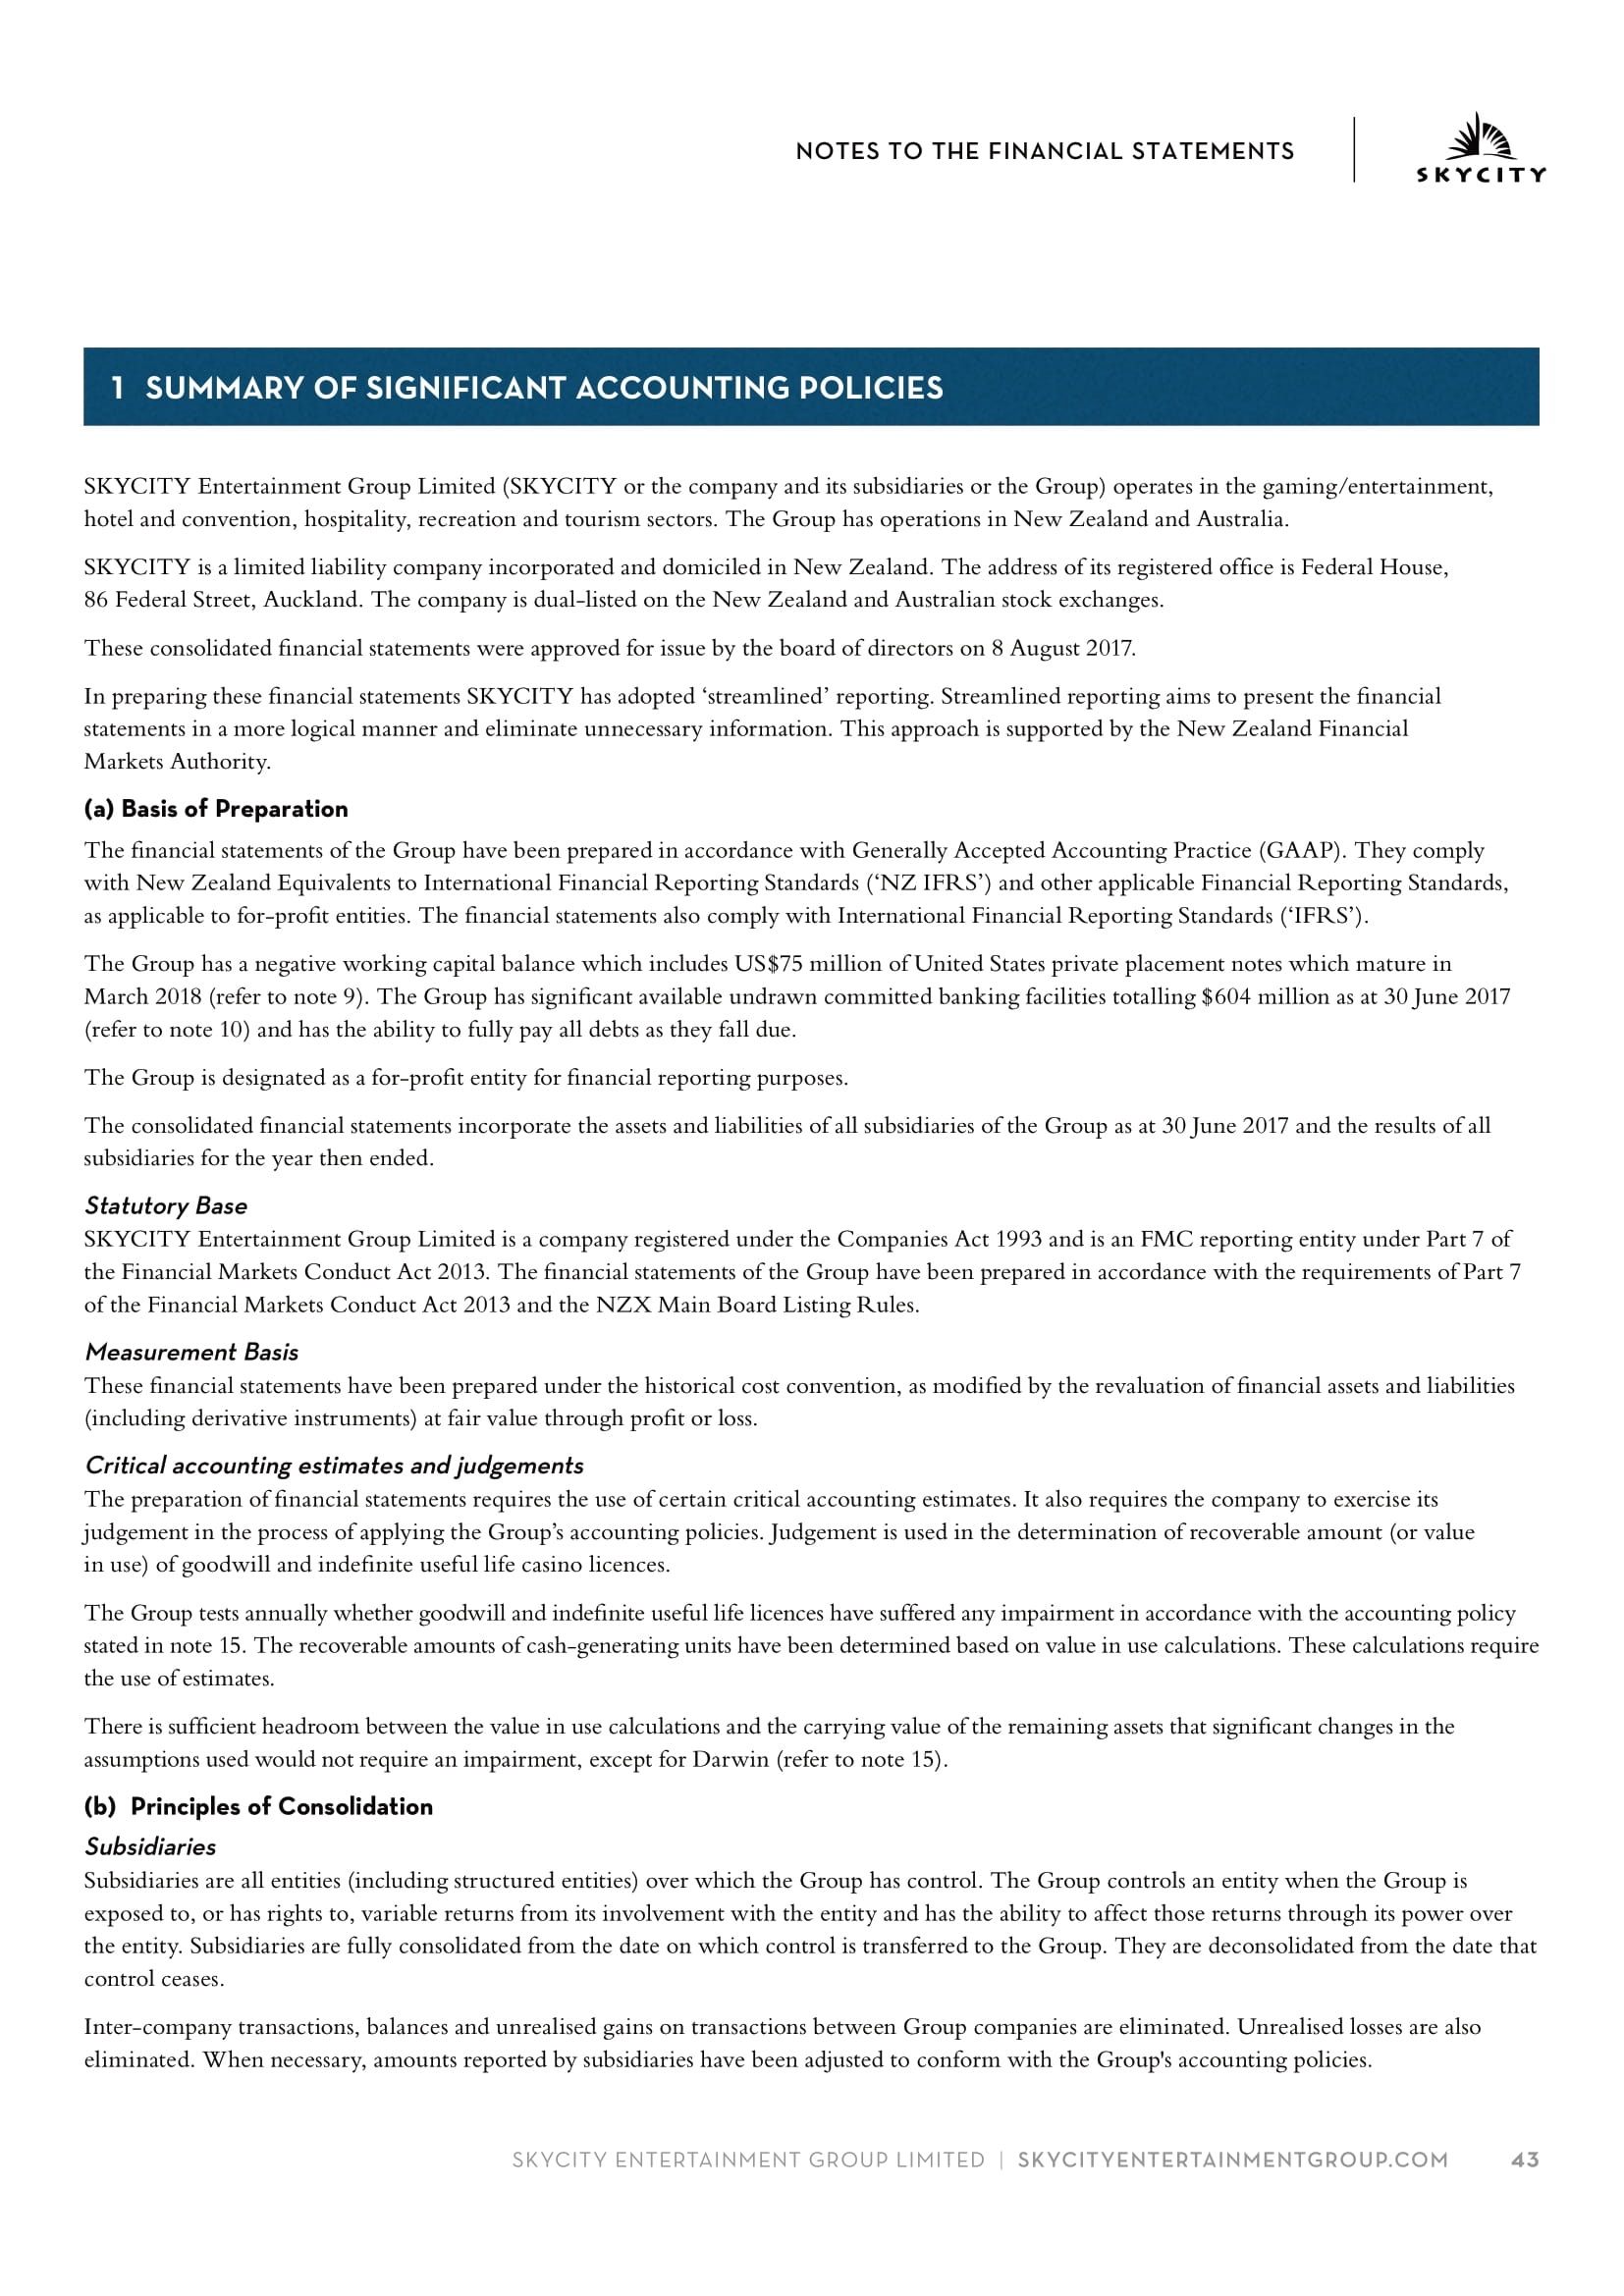 NOTES TO THE FINANCIAL STATEMENTS
SKYCITY
1 SUMMARY OF SIGNIFICANT ACCOUNTING POLICIES
SKYCITY Entertainment Group Limited (SKYCITY or the company and its subsidiaries or the Group) operates in the gaming/entertainment,
hotel and convention, hospitality, recreation and tourism sectors. The Group has operations in New Zealand and Australia.
SKYCITY is a limited liability company incorporated and domiciled in New Zealand. The address of its registered office is Federal House,
86 Federal Street, Auckland. The company is dual-listed on the New Zealand and Australian stock exchanges.
These consolidated financial statements were approved for issue by the board of directors on 8 August 2017.
In preparing these financial statements SKYCITY has adopted ‘streamlined’ reporting. Streamlined reporting aims to present the financial
statements in a more logical manner and eliminate unnecessary information. This approach is supported by the New Zealand Financial
Markets Authority.
(a) Basis of Preparation
The financial statements of the Group have been prepared in accordance with Generally Accepted Accounting Practice (GAAP). They comply
with New Zealand Equivalents to International Financial Reporting Standards (‘NZ IFRS’) and other applicable Financial Reporting Standards,
as applicable to for-profit entities. The financial statements also comply with International Financial Reporting Standards (‘IFRS’).
The Group has a negative working capital balance which includes US$75 million of United States private placement notes which mature in
March 2018 (refer to note 9). The Group has significant available undrawn committed banking facilities totalling $604 million as at 30 June 2017
(refer to note 10) and has the ability to fully pay all debts as they fall due.
The Group is designated as a for-profit entity for financial reporting purposes.
The consolidated financial statements incorporate the assets and liabilities of all subsidiaries of the Group as at 30 June 2017 and the results of all
subsidiaries for the year then ended.
Statutory Base
SKYCITY Entertainment Group Limited is a company registered under the Companies Act 1993 and is an FMC reporting entity under Part 7 of
the Financial Markets Conduct Act 2013. The financial statements of the Group have been prepared in accordance with the requirements of Part 7
of the Financial Markets Conduct Act 2013 and the NZX Main Board Listing Rules.
Measurement Basis
These financial statements have been prepared under the historical cost convention, as modified by the revaluation of financial assets and liabilities
(including derivative instruments) at fair value through profit or loss.
Critical accounting estimates and judgements
The preparation of financial statements requires the use of certain critical accounting estimates. It also requires the company to exercise its
judgement in the process of applying the Group’s accounting policies. Judgement is used in the determination of recoverable amount (or value
in use) of goodwill and indefinite useful life casino licences.
The Group tests annually whether goodwill and indefinite useful life licences have suffered any impairment in accordance with the accounting policy
stated in note 15. The recoverable amounts of cash-generating units have been determined based on value in use calculations. These calculations require
the use of estimates.
There is sufficient headroom between the value in use calculations and the carrying value of the remaining assets that significant changes in the
assumptions used would not require an impairment, except for Darwin (refer to note 15).
(b) Principles of Consolidation
Subsidiaries
Subsidiaries are all entities (including structured entities) over which the Group has control. The Group controls an entity when the Group is
exposed to, or has rights to, variable returns from its involvement with the entity and has the ability to affect those returns through its power over
the entity. Subsidiaries are fully consolidated from the date on which control is transferred to the Group. They are deconsolidated from the date that
control ceases.
Inter-company transactions, balances and unrealised gains on transactions between Group companies are eliminated. Unrealised losses are also
eliminated. When necessary, amounts reported by subsidiaries have been adjusted to conform with the Group's accounting policies.
SKYCITY ENTERTAINMENT GROUP LIMITED | SKYCITYENTERTAINMENTGROUP.COM 43